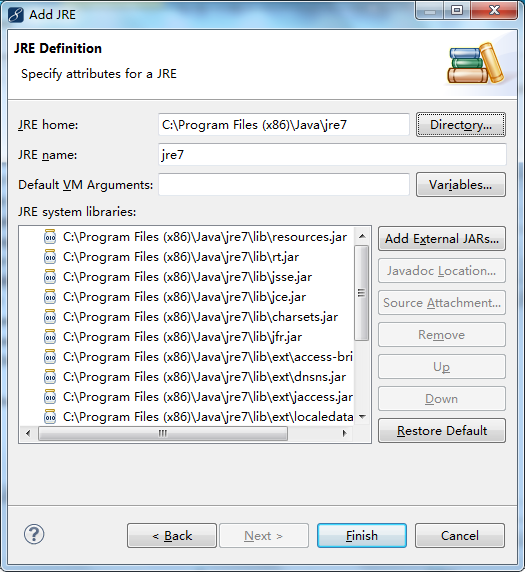 Add JRE
JRE Definition
Specify attributes for a JRE
JRE home: C:\Program Files (x86)\Java\jre7 Directory...
JRE name: jre7
Default VM Arguments: Variables...
JRE system libraries:
C:\Program Files (x86)\Java\jre7\lib\resources.jar
C:\Program Files (x86)\Java\jre7\lib\rt.jar
C:\Program Files (x86)\Java\jre7\lib\jsse.jar
C:\Program Files (x86)\Java\jre7\lib\jce.jar
C:\Program Files (x86)\Java\jre7\lib\charsets.jar
C:\Program Files (x86)\Java\jre7\lib\jfr.jar
C:\Program Files (x86)\Java\jre7\lib\ext\access-bri
C:\Program Files (x86)\Java\jre7\lib\ext\dnsns.jar
C:\Program Files (x86)\Java\jre7\lib\ext\jaccess.jar
C:\Program Files (x86)\Java\jre7\lib\ext\localedata
Add External JARs...
Javadoc Location...
Source Attachment...
Remove
Up
Down
Restore Default
? < Back Next > Finish Cancel